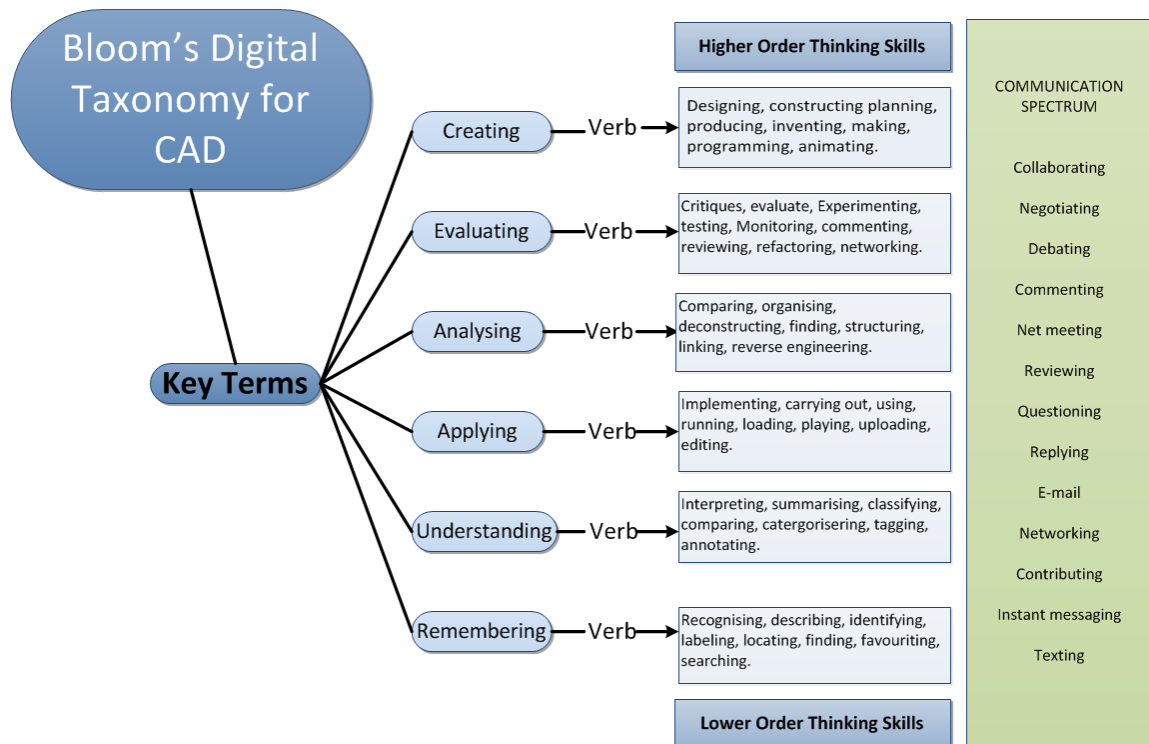 Bloom's Digital
Taxonomy for
CAD
Key Terms
Higher Order Thinking Skills
Creating
Verb
Designing, constructing planning,
producing, inventing, making,
programming, animating.
Evaluating
Verb
Critiques, evaluate, Experimenting,
testing, Monitoring, commenting,
reviewing, refactoring, networking.
Analysing
Verb
Comparing, organising,
deconstructing, finding, structuring,
linking, reverse engineering.
Applying
Verb
Implementing, carrying out, using,
running, loading, playing, uploading,
editing.
Understanding
Verb
Interpreting, summarising, classifying,
comparing, catergorisering, tagging,
annotating.
Remembering
Verb
Recognising, describing, identifying,
labeling, locating, finding, favouriting,
searching.
Lower Order Thinking Skills
COMMUNICATION
SPECTRUM
Collaborating
Negotiating
Debating
Commenting
Net meeting
Reviewing
Questioning
Replying
E-mail
Networking
Contributing
Instant messaging
Texting